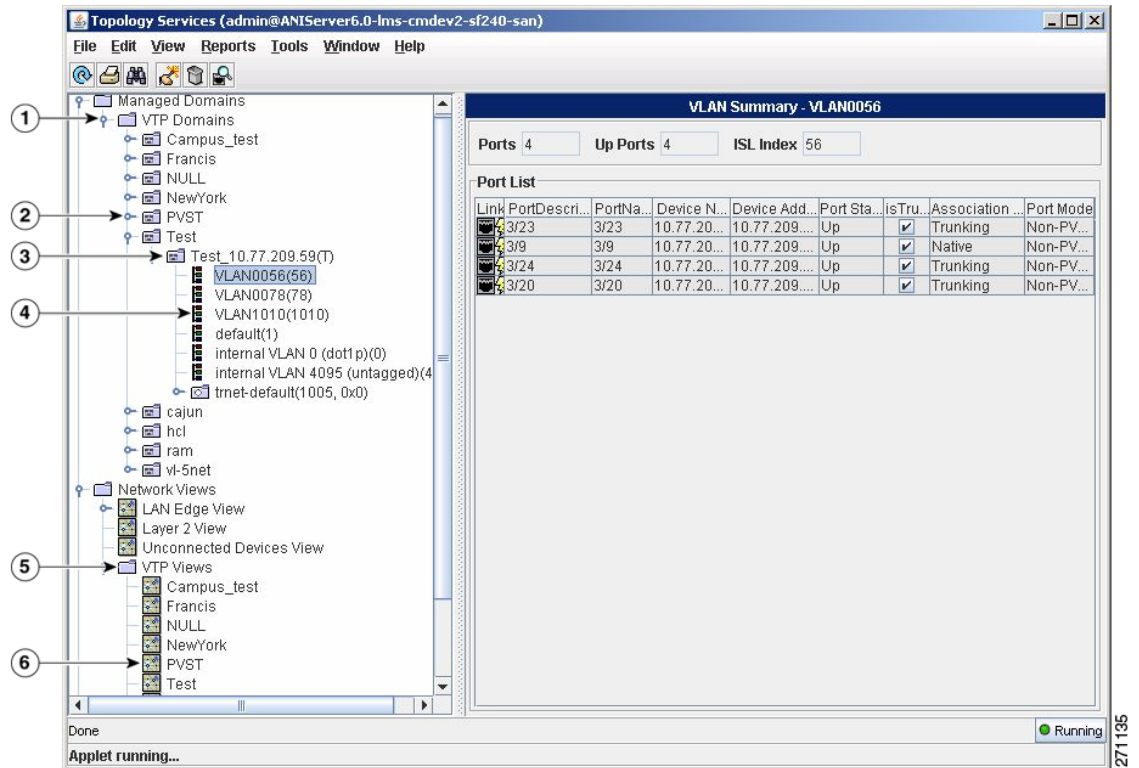 Topology Services (admin@ANIServer6.0-lms-cmdev2-sf240-san)
File Edit View Reports Tools Window Help
Managed Domains
1
VTP Domains
Campus_test
Francis
NULL
NewYork
2
PVST
Test
3
Test_10.77.209.59(T)
VLAN0056(56)
VLAN0078(78)
4
VLAN1010(1010)
default(1)
internal VLAN 0 (dot1p)(0)
internal VLAN 4095 (untagged)(4
trnet-default(1005, 0x0)
cajun
hcl
ram
vl-5net
Network Views
LAN Edge View
Layer 2 View
Unconnected Devices View
5
VTP Views
Campus_test
Francis
NULL
NewYork
6
PVST
Test
VLAN Summary - VLAN0056
Ports 4 Up Ports 4 ISL Index 56
Port List
Link PortDescri... PortNa... Device N... Device Add... Port Sta... isTru... Association ... Port Mode
3/23 3/23 10.77.20... 10.77.209.... Up Trunking Non-PV...
3/9 3/9 10.77.20... 10.77.209.... Up Native Non-PV...
3/24 3/24 10.77.20... 10.77.209.... Up Trunking Non-PV...
3/20 3/20 10.77.20... 10.77.209.... Up Trunking Non-PV...
Done
Running
Applet running...
271135